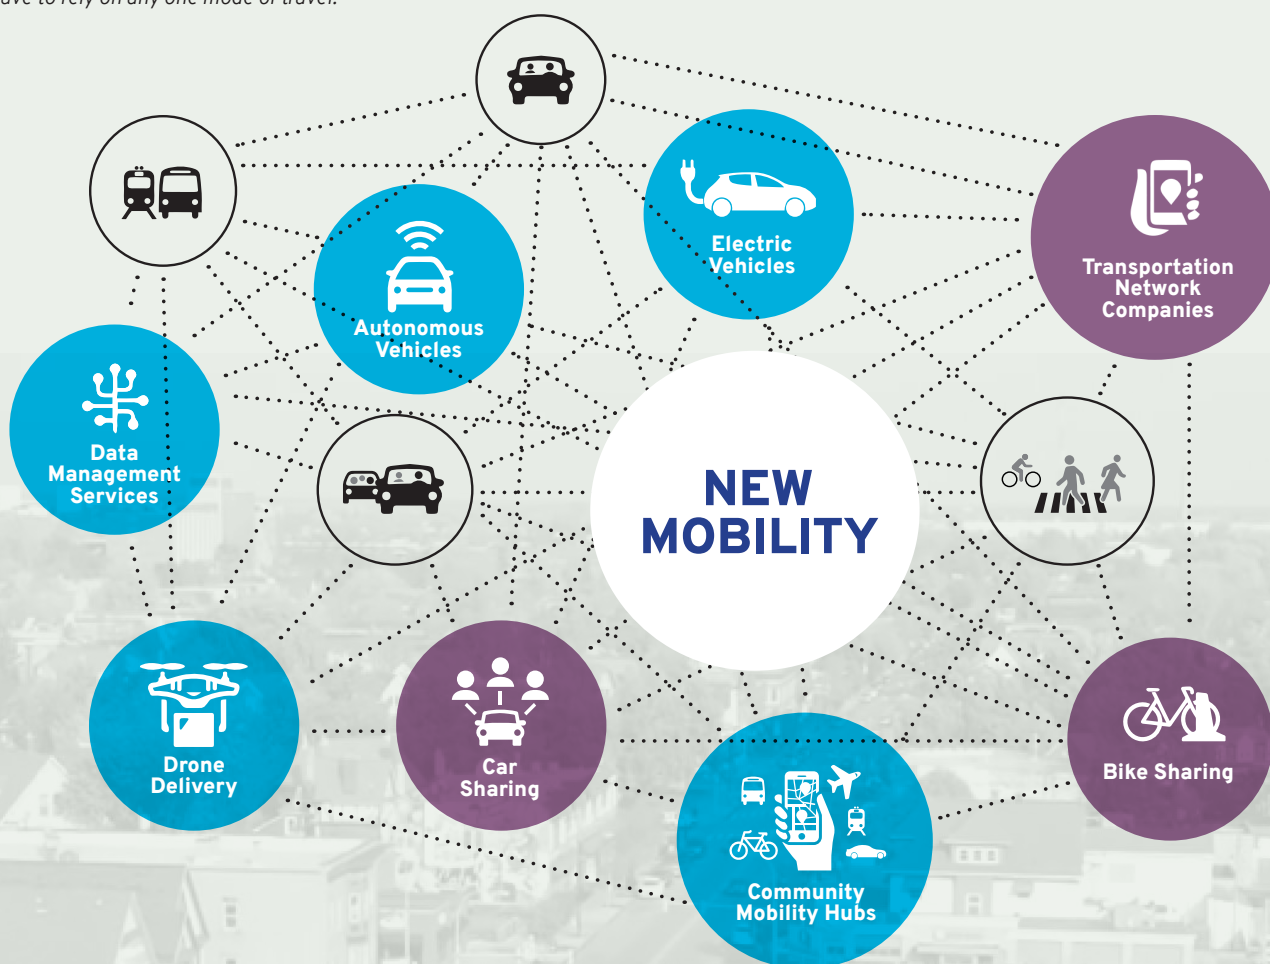 have to rely on any one mode of travel.
Electric
Vehicles
Transportation
Network
Companies
Autonomous
Vehicles
Data
Management
Services
NEW
MOBILITY
Drone
Delivery
Car
Sharing
Bike Sharing
Community
Mobility Hubs